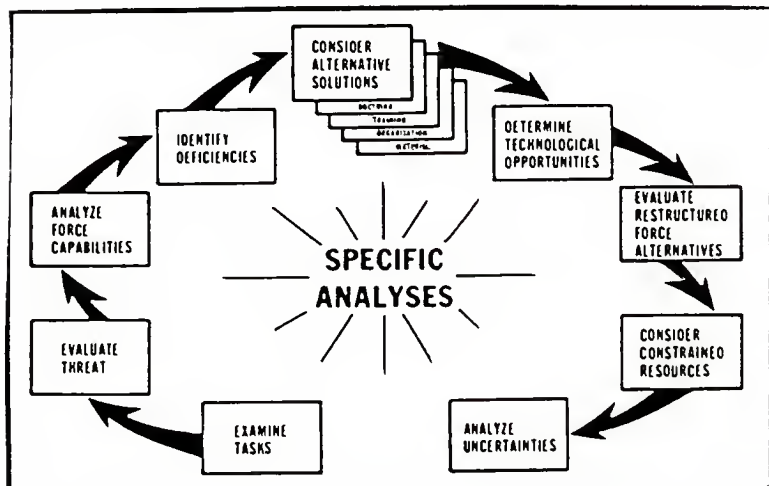 CONSIDER
ALTERNATIVE
SOLUTIONS
DOCTRINE
TRAINING
ORGANIZATION
MATERIEL
IDENTIFY
DEFICIENCIES
DETERMINE
TECHNOLOGICAL
OPPORTUNITIES
ANALYZE
FORCE
CAPABILITIES
EVALUATE
RESTRUCTURED
FORCE
ALTERNATIVES
SPECIFIC
ANALYSES
EVALUATE
THREAT
CONSIDER
CONSTRAINED
RESOURCES
EXAMINE
TASKS
ANALYZE
UNCERTAINTIES